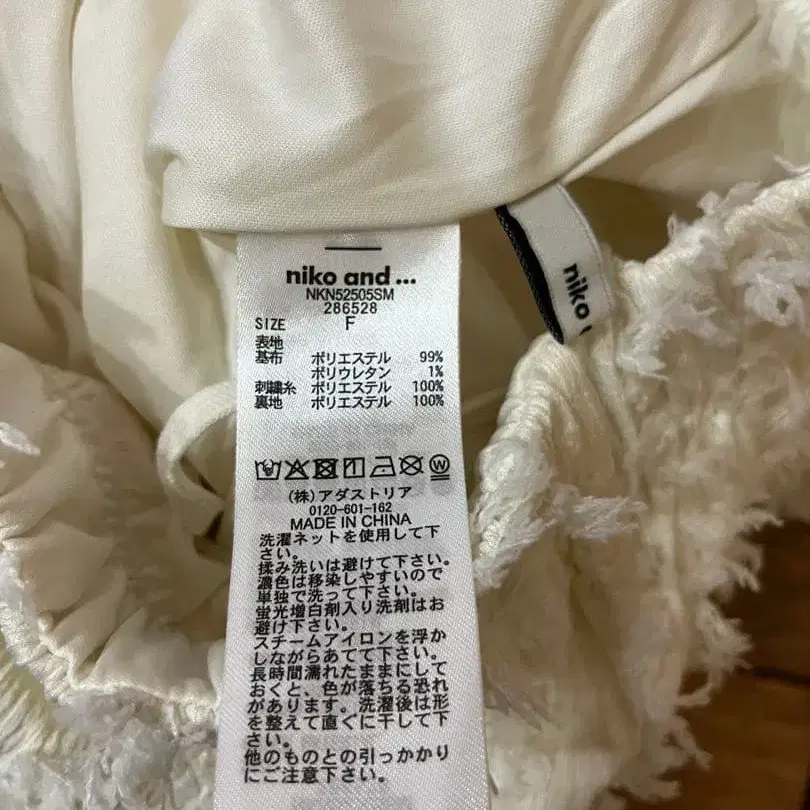 niko and ...
NKN52505SM
286528
SIZE F
表地
基布 ポリエステル 99%
ポリウレタン 1%
刺繍糸 ポリエステル 100%
裏地 ポリエステル 100%
(株)アダストリア
0120-601-162
MADE IN CHINA
洗濯ネットを使用して下
さい。
揉み洗いは避けて下さい。
濃色は移染しやすいので
単独で洗って下さい。
蛍光増白剤入り洗剤はお
避け下さい。
スチームアイロンを浮か
しながらあてて下さい。
長時間濡れたままにして
おくと、色が落ちる恐れ
があります。洗濯後は形
を整えて直ぐに干して下
さい。
他のものとの引っかかり
にご注意下さい。
niko